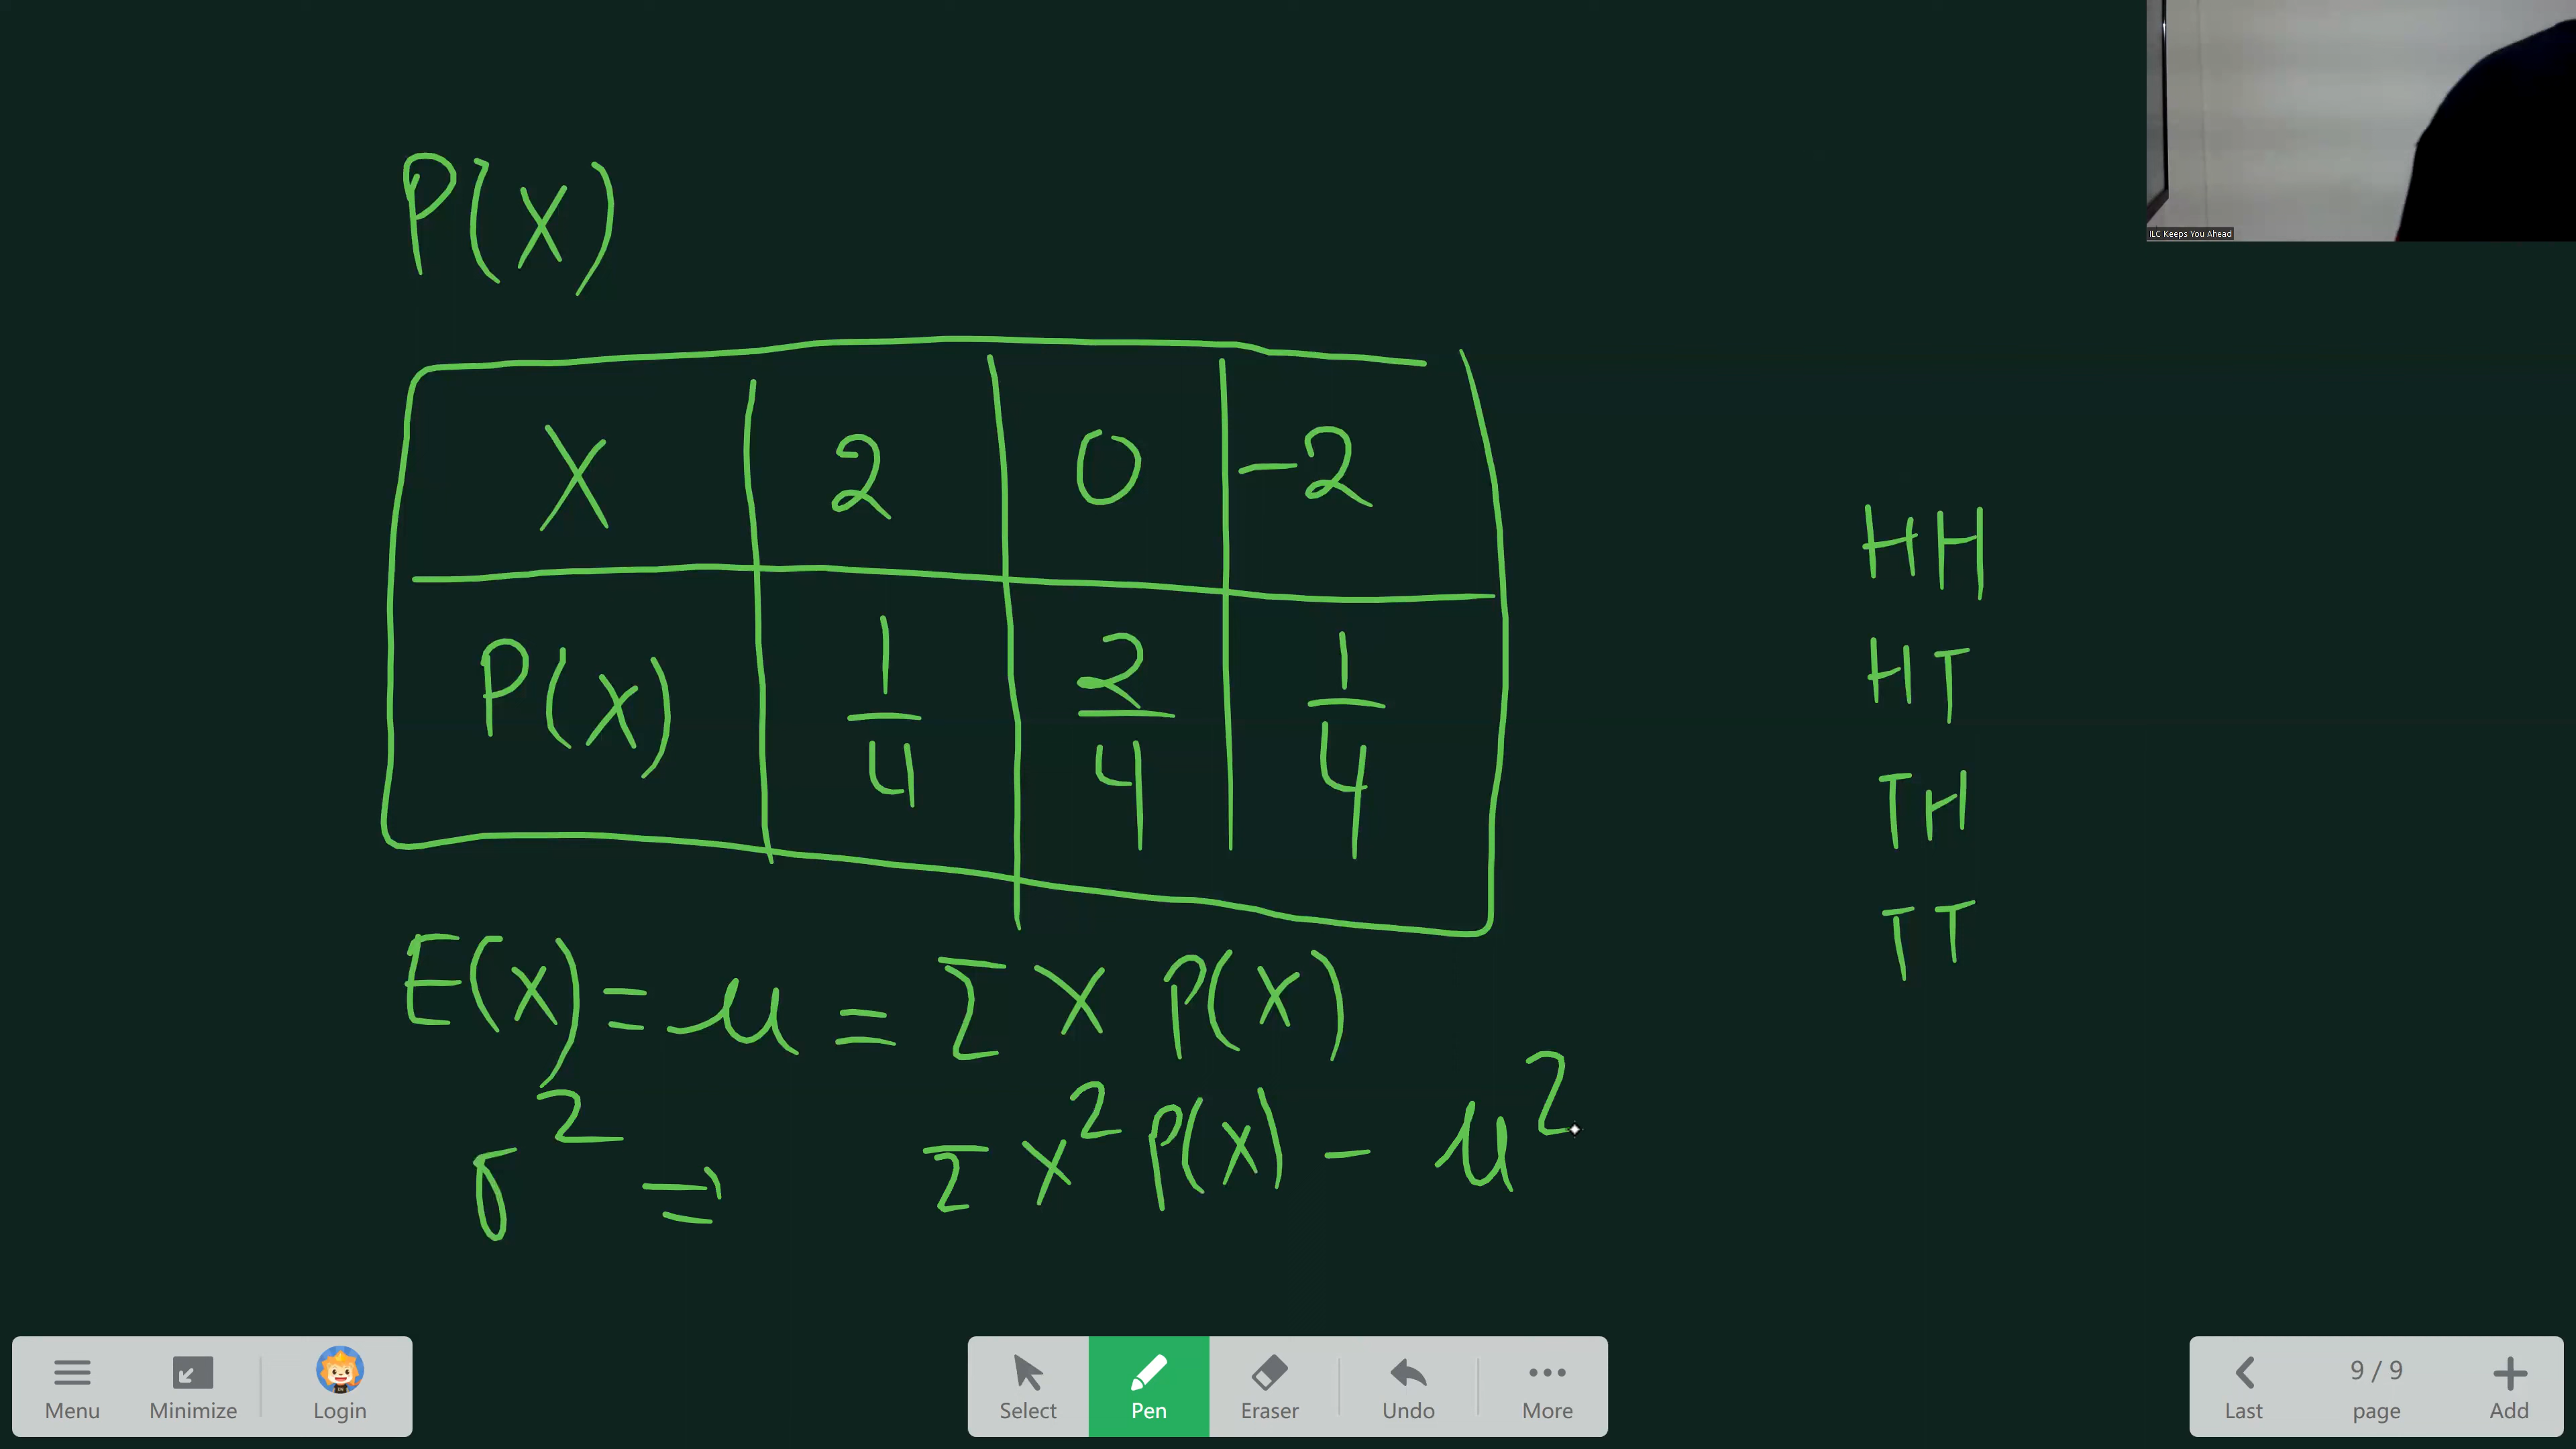 ILC Keeps You Ahead
P(X)
X 2 0 -2
P(X) 1/4 2/4 1/4
HH
HT
TH
TT
E(X) = μ = Σ X P(X)
σ² = Σ X² P(X) - μ²
Menu Minimize Login Select Pen Eraser Undo More Last 9 / 9 page Add